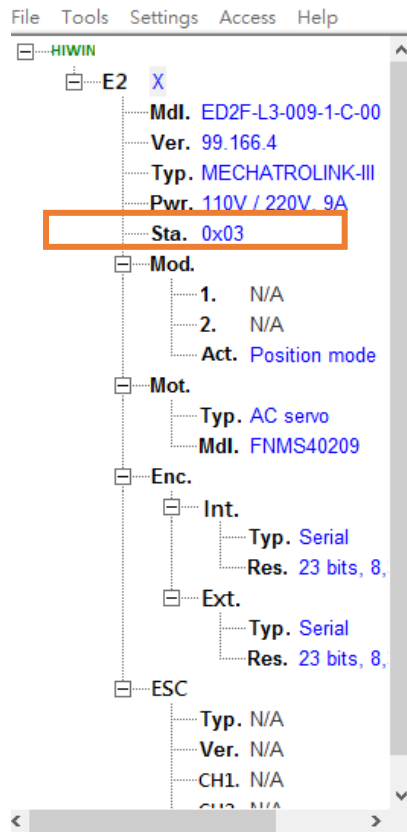 File Tools Settings Access Help
HIWIN
E2 X
Mdl. ED2F-L3-009-1-C-00
Ver. 99.166.4
Typ. MECHATROLINK-III
Pwr. 110V / 220V, 9A
Sta. 0x03
Mod.
1. N/A
2. N/A
Act. Position mode
Mot.
Typ. AC servo
Mdl. FNMS40209
Enc.
Int.
Typ. Serial
Res. 23 bits, 8,
Ext.
Typ. Serial
Res. 23 bits, 8,
ESC
Typ. N/A
Ver. N/A
CH1. N/A